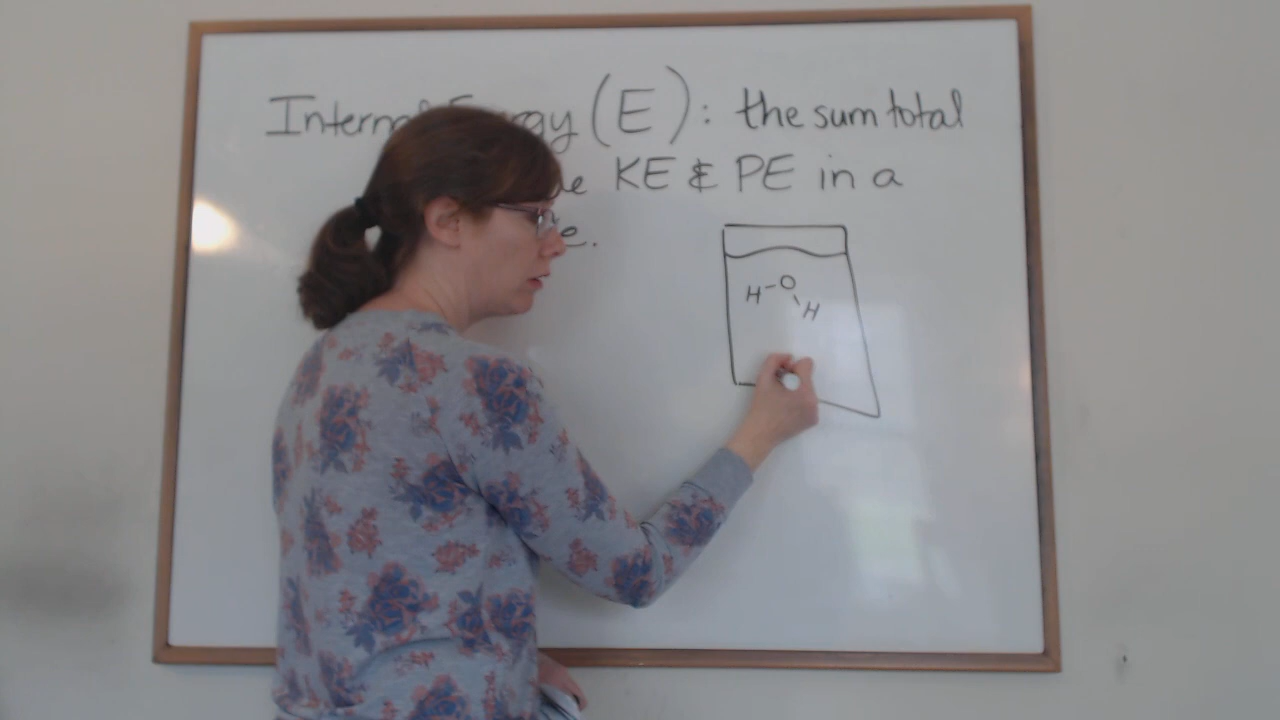 Internal Energy (E): the sum total
KE & PE in a
H-O
H